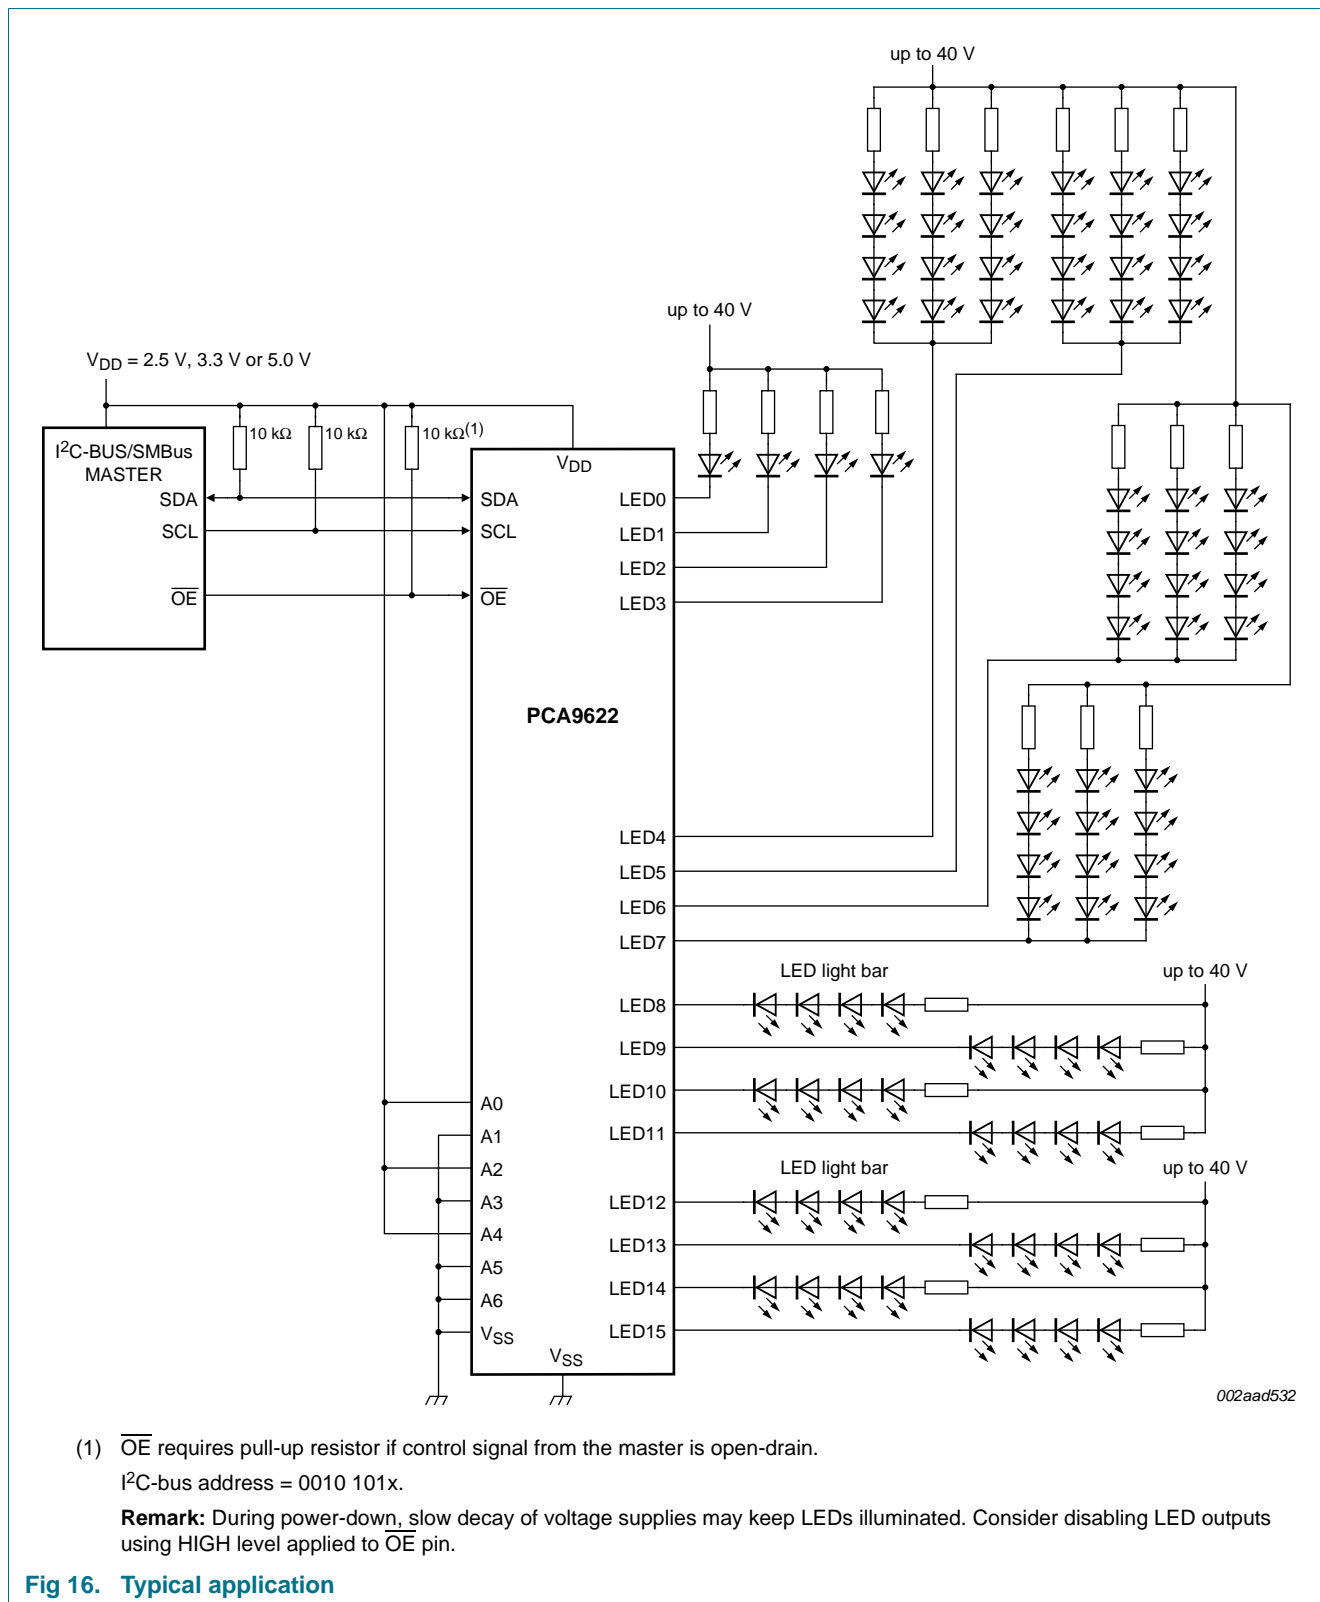 up to 40 V
up to 40 V
V_DD = 2.5 V, 3.3 V or 5.0 V
10 kΩ 10 kΩ 10 kΩ(1)
I²C-BUS/SMBus
MASTER
SDA
SCL
OE
V_DD
SDA
SCL
OE
LED0
LED1
LED2
LED3
PCA9622
LED4
LED5
LED6
LED7
LED light bar
up to 40 V
LED8
LED9
LED10
LED11
LED light bar
up to 40 V
LED12
LED13
LED14
LED15
A0
A1
A2
A3
A4
A5
A6
V_SS
V_SS
002aad532
(1) OE requires pull-up resistor if control signal from the master is open-drain.
I²C-bus address = 0010 101x.
Remark: During power-down, slow decay of voltage supplies may keep LEDs illuminated. Consider disabling LED outputs
using HIGH level applied to OE pin.
Fig 16. Typical application